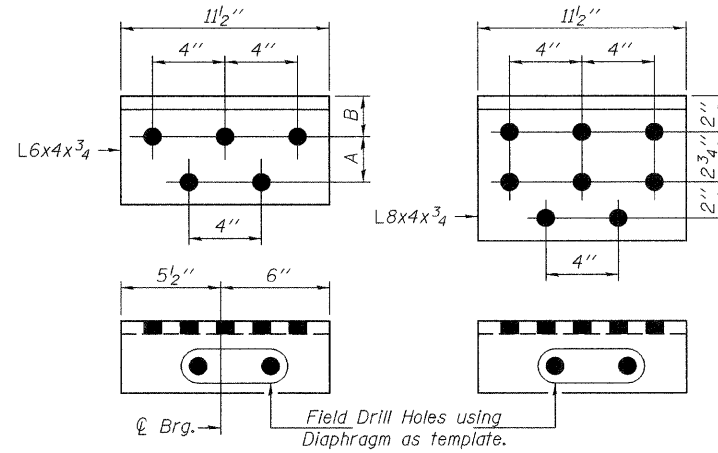 11½"
4"
4"
B
A
L6x4x¾
4"
5½"
6"
℄ Brg.
11½"
4"
4"
2"
2¾"
2"
L8x4x¾
4"
Field Drill Holes using
Diaphragm as template.